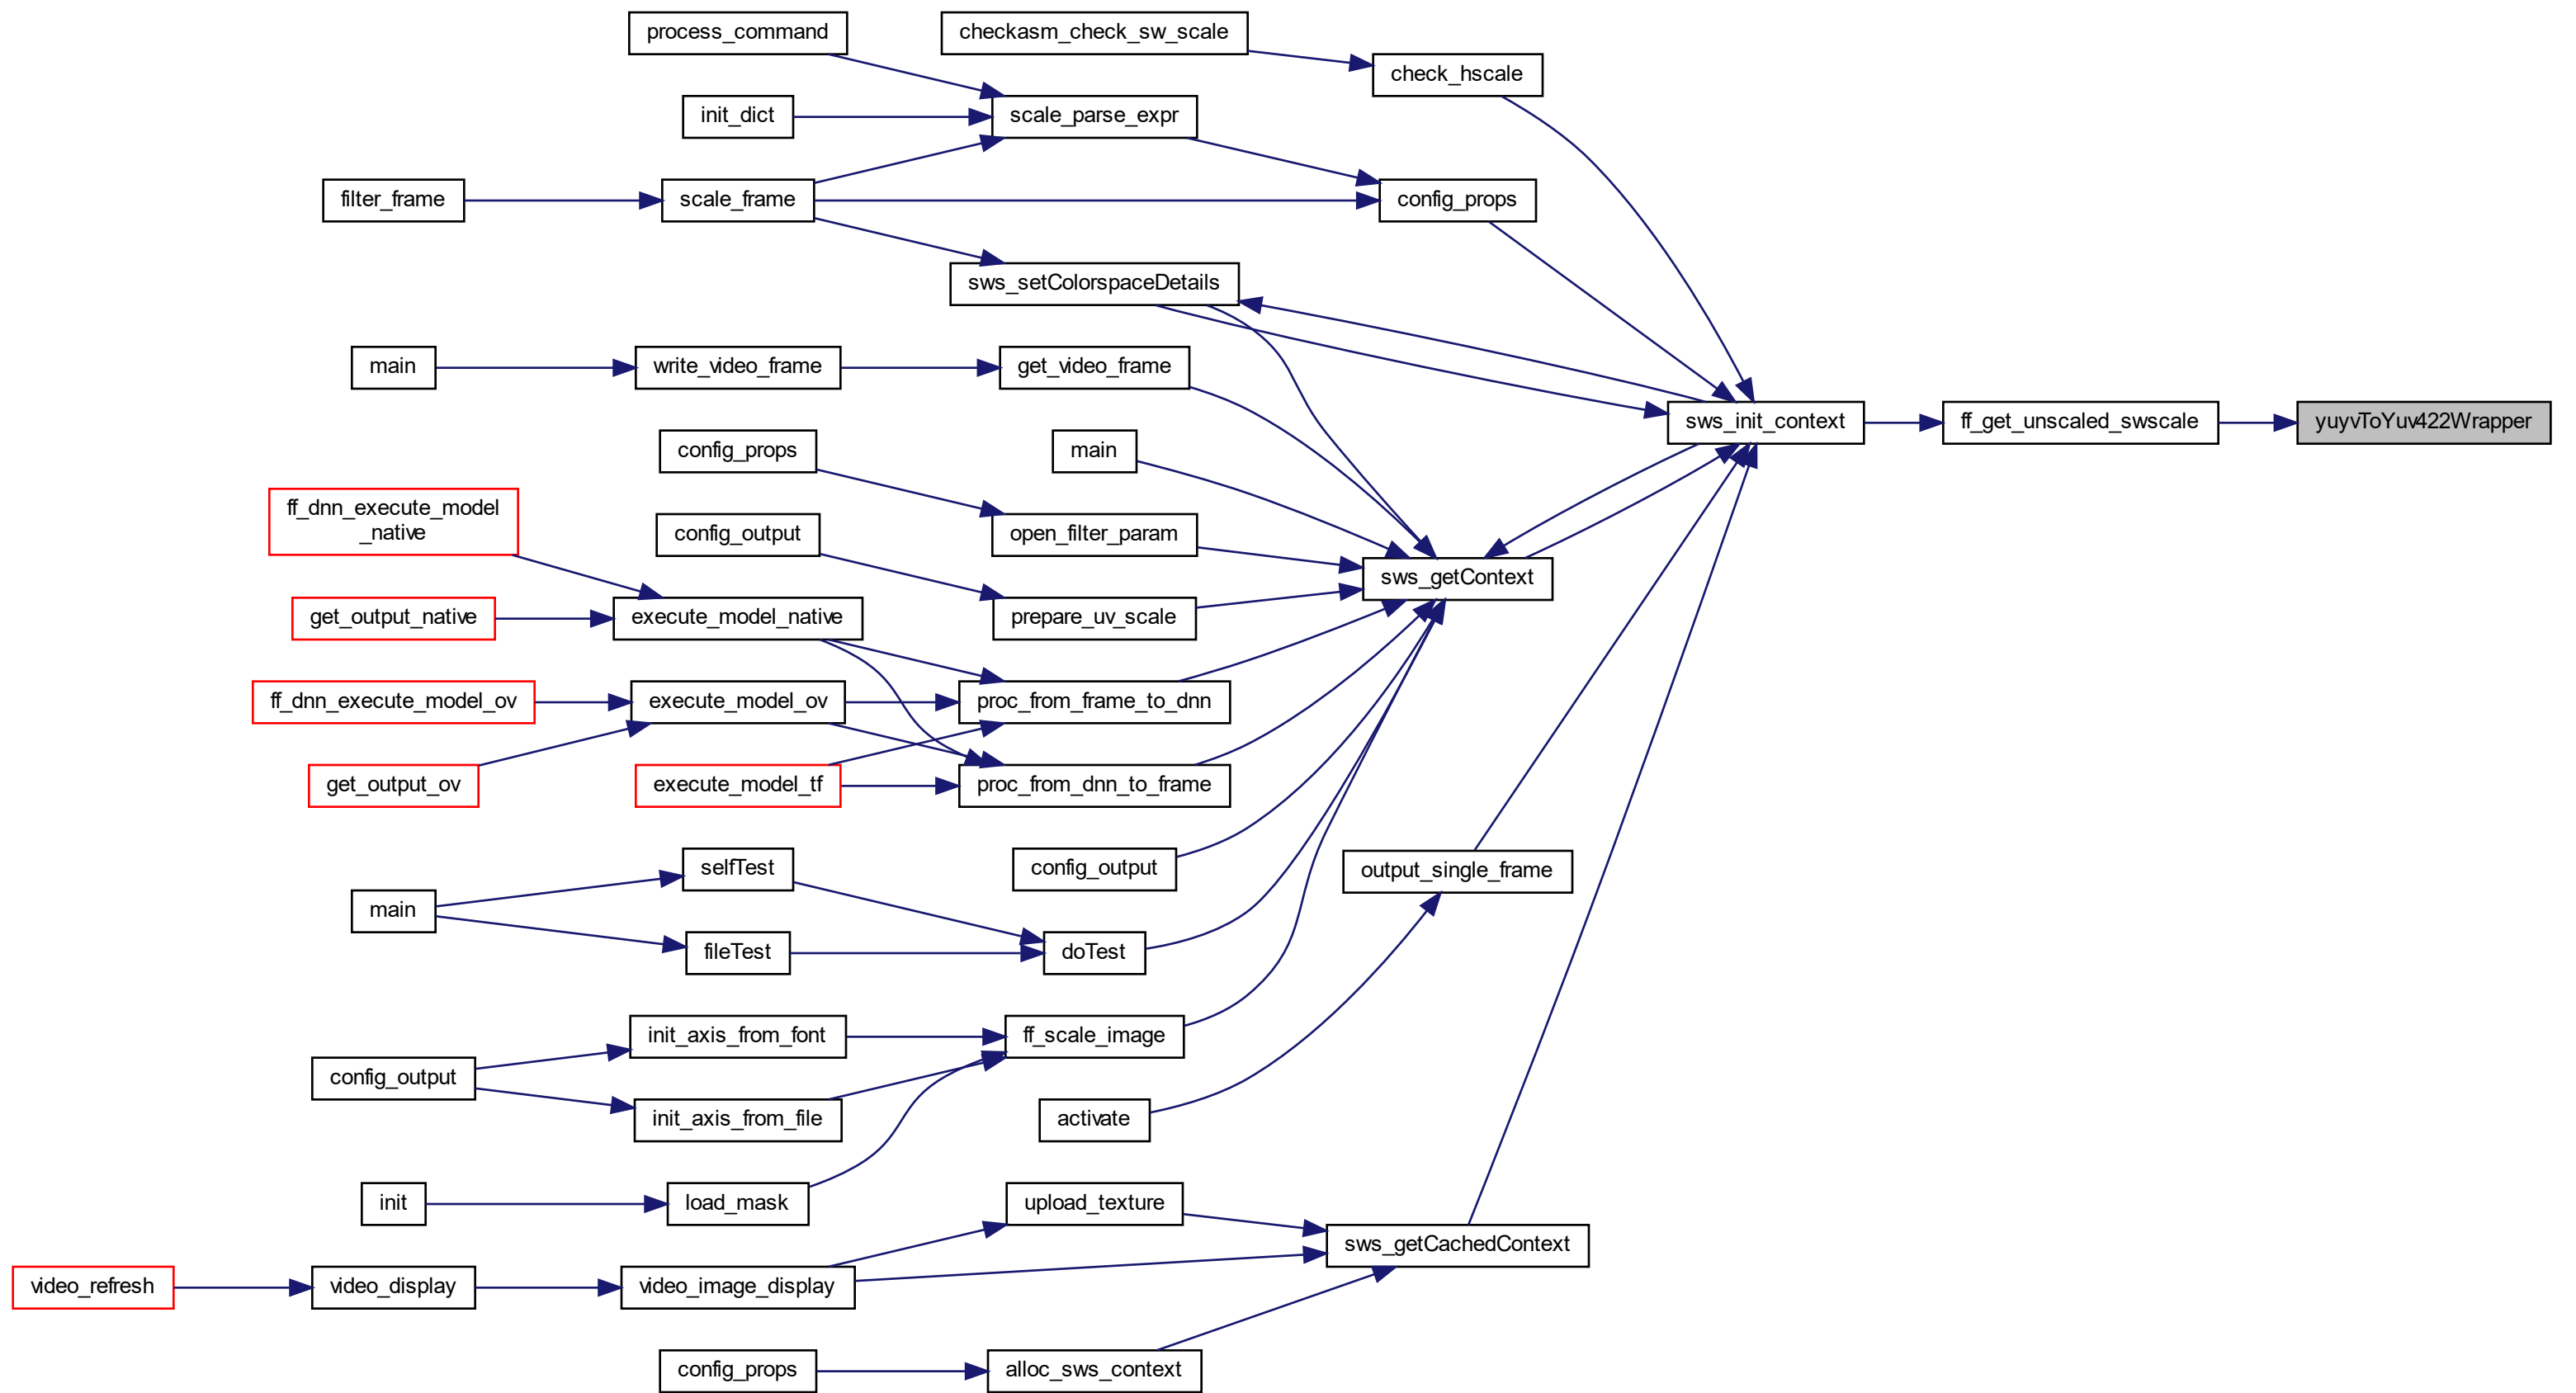 process_command
checkasm_check_sw_scale
check_hscale
init_dict
scale_parse_expr
filter_frame
scale_frame
config_props
sws_setColorspaceDetails
main
write_video_frame
get_video_frame
sws_init_context
ff_get_unscaled_swscale
yuyvToYuv422Wrapper
config_props
main
ff_dnn_execute_model
_native
config_output
open_filter_param
sws_getContext
get_output_native
execute_model_native
prepare_uv_scale
ff_dnn_execute_model_ov
execute_model_ov
proc_from_frame_to_dnn
get_output_ov
execute_model_tf
proc_from_dnn_to_frame
selfTest
config_output
output_single_frame
main
fileTest
doTest
init_axis_from_font
ff_scale_image
config_output
init_axis_from_file
activate
init
load_mask
upload_texture
sws_getCachedContext
video_refresh
video_display
video_image_display
config_props
alloc_sws_context